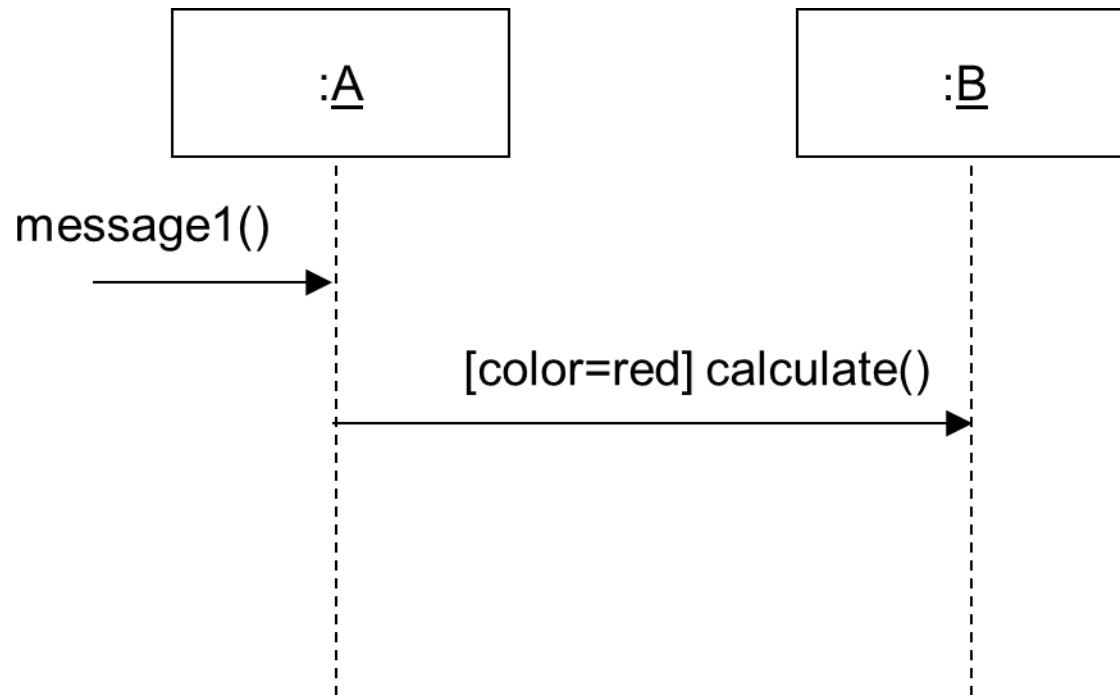 :A
:B
message1()
[color=red] calculate()